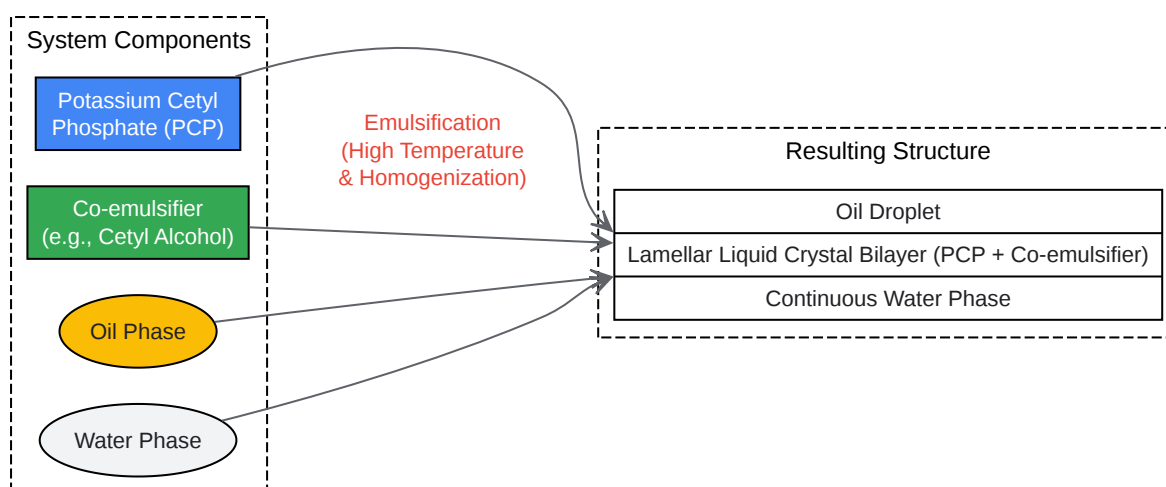 System Components
Potassium Cetyl
Phosphate (PCP)
Co-emulsifier
(e.g., Cetyl Alcohol)
Oil Phase
Water Phase
Emulsification
(High Temperature
& Homogenization)
Resulting Structure
Oil Droplet
Lamellar Liquid Crystal Bilayer (PCP + Co-emulsifier)
Continuous Water Phase